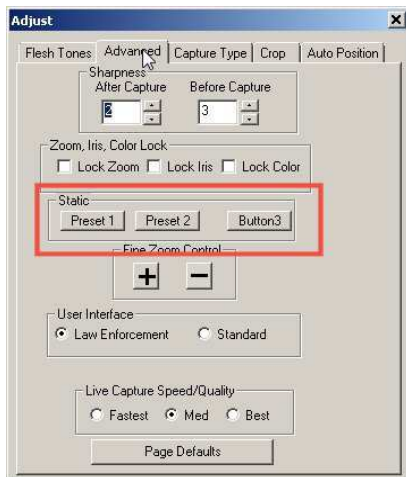 Adjust
Flesh Tones Advanced Capture Type Crop Auto Position
Sharpness
After Capture Before Capture
2 3
Zoom, Iris, Color Lock
Lock Zoom Lock Iris Lock Color
Static
Preset 1 Preset 2 Button3
Fine Zoom Control
+ −
User Interface
Law Enforcement Standard
Live Capture Speed/Quality
Fastest Med Best
Page Defaults